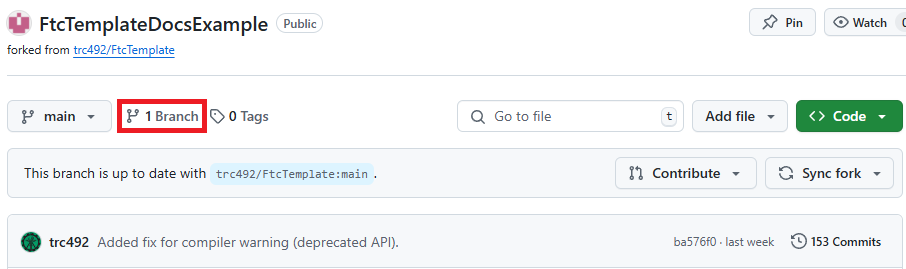 FtcTemplateDocsExample Public Pin Watch
forked from trc492/FtcTemplate
main 1 Branch 0 Tags Go to file t Add file Code
This branch is up to date with trc492/FtcTemplate:main . Contribute Sync fork
trc492 Added fix for compiler warning (deprecated API). ba576f0 · last week 153 Commits